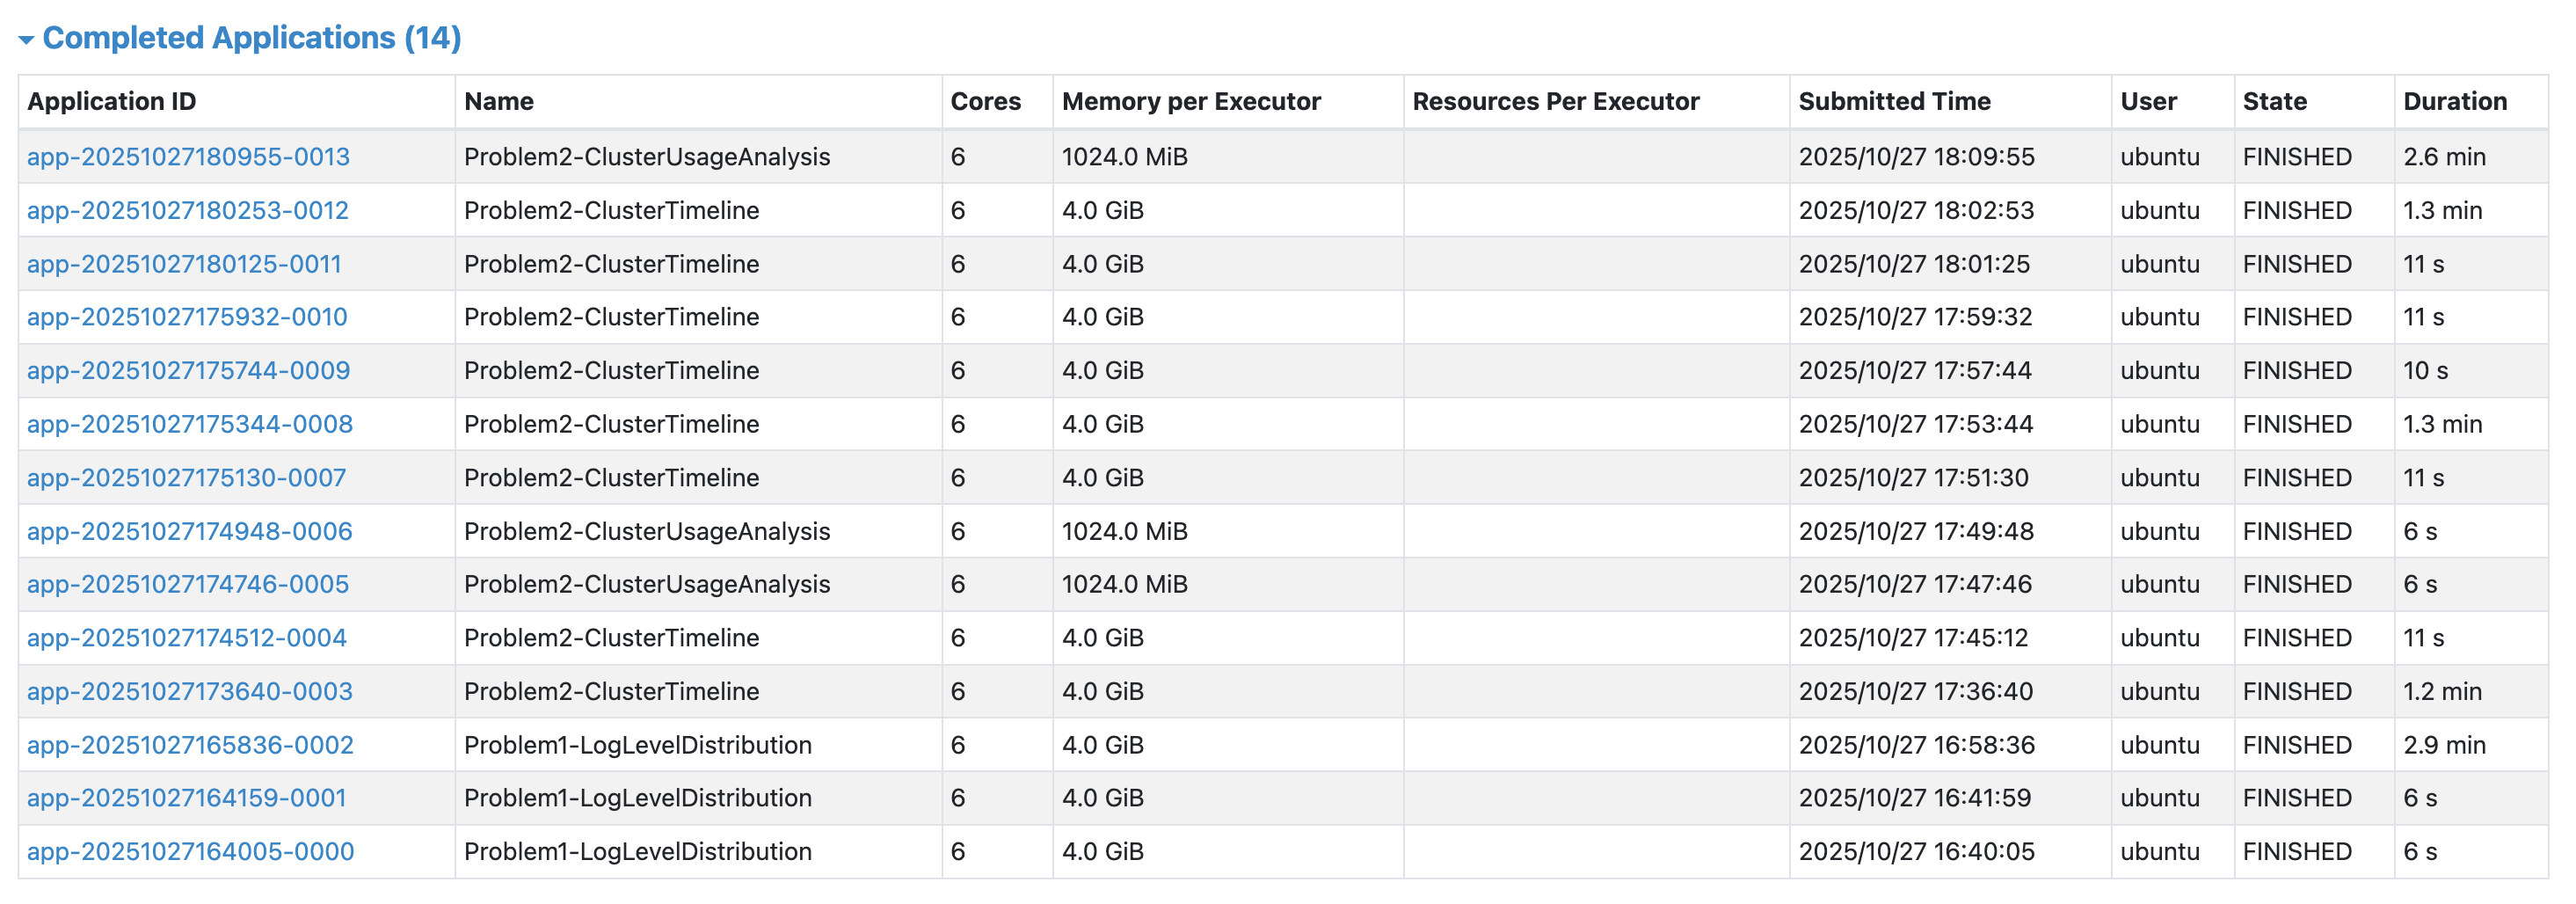 Completed Applications (14)
Application ID Name Cores Memory per Executor Resources Per Executor Submitted Time User State Duration
app-20251027180955-0013 Problem2-ClusterUsageAnalysis 6 1024.0 MiB 2025/10/27 18:09:55 ubuntu FINISHED 2.6 min
app-20251027180253-0012 Problem2-ClusterTimeline 6 4.0 GiB 2025/10/27 18:02:53 ubuntu FINISHED 1.3 min
app-20251027180125-0011 Problem2-ClusterTimeline 6 4.0 GiB 2025/10/27 18:01:25 ubuntu FINISHED 11 s
app-20251027175932-0010 Problem2-ClusterTimeline 6 4.0 GiB 2025/10/27 17:59:32 ubuntu FINISHED 11 s
app-20251027175744-0009 Problem2-ClusterTimeline 6 4.0 GiB 2025/10/27 17:57:44 ubuntu FINISHED 10 s
app-20251027175344-0008 Problem2-ClusterTimeline 6 4.0 GiB 2025/10/27 17:53:44 ubuntu FINISHED 1.3 min
app-20251027175130-0007 Problem2-ClusterTimeline 6 4.0 GiB 2025/10/27 17:51:30 ubuntu FINISHED 11 s
app-20251027174948-0006 Problem2-ClusterUsageAnalysis 6 1024.0 MiB 2025/10/27 17:49:48 ubuntu FINISHED 6 s
app-20251027174746-0005 Problem2-ClusterUsageAnalysis 6 1024.0 MiB 2025/10/27 17:47:46 ubuntu FINISHED 6 s
app-20251027174512-0004 Problem2-ClusterTimeline 6 4.0 GiB 2025/10/27 17:45:12 ubuntu FINISHED 11 s
app-20251027173640-0003 Problem2-ClusterTimeline 6 4.0 GiB 2025/10/27 17:36:40 ubuntu FINISHED 1.2 min
app-20251027165836-0002 Problem1-LogLevelDistribution 6 4.0 GiB 2025/10/27 16:58:36 ubuntu FINISHED 2.9 min
app-20251027164159-0001 Problem1-LogLevelDistribution 6 4.0 GiB 2025/10/27 16:41:59 ubuntu FINISHED 6 s
app-20251027164005-0000 Problem1-LogLevelDistribution 6 4.0 GiB 2025/10/27 16:40:05 ubuntu FINISHED 6 s